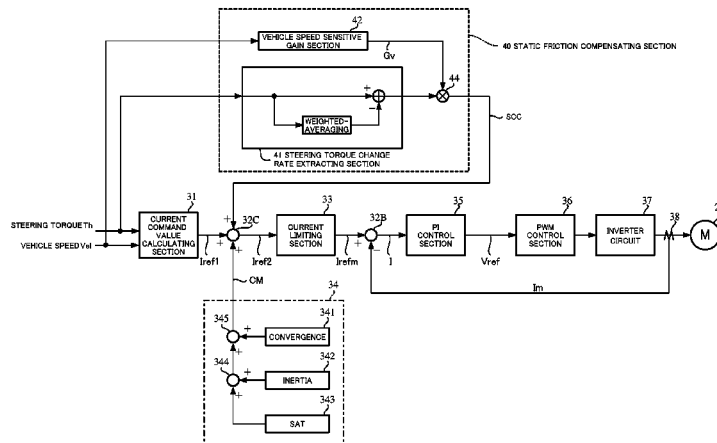 42
VEHICLE SPEED SENSITIVE
GAIN SECTION
40 STATIC FRICTION COMPENSATING SECTION
Gv
44
+
−
WEIGHTED-
AVERAGING
SCC
41 STEERING TORQUE CHANGE
RATE EXTRACTING SECTION
31
CURRENT
COMMAND
VALUE
CALCULATING
SECTION
STEERING TORQUE Th
VEHICLE SPEED Vel
Iref1
+
+
+
32C
Iref2
33
CURRENT
LIMITING
SECTION
Irefm
+
−
32B
I
35
PI
CONTROL
SECTION
Vref
36
PWM
CONTROL
SECTION
37
INVERTER
CIRCUIT
38
M
Im
CM
34
345
+
+
341
CONVERGENCE
344
+
+
342
INERTIA
343
SAT